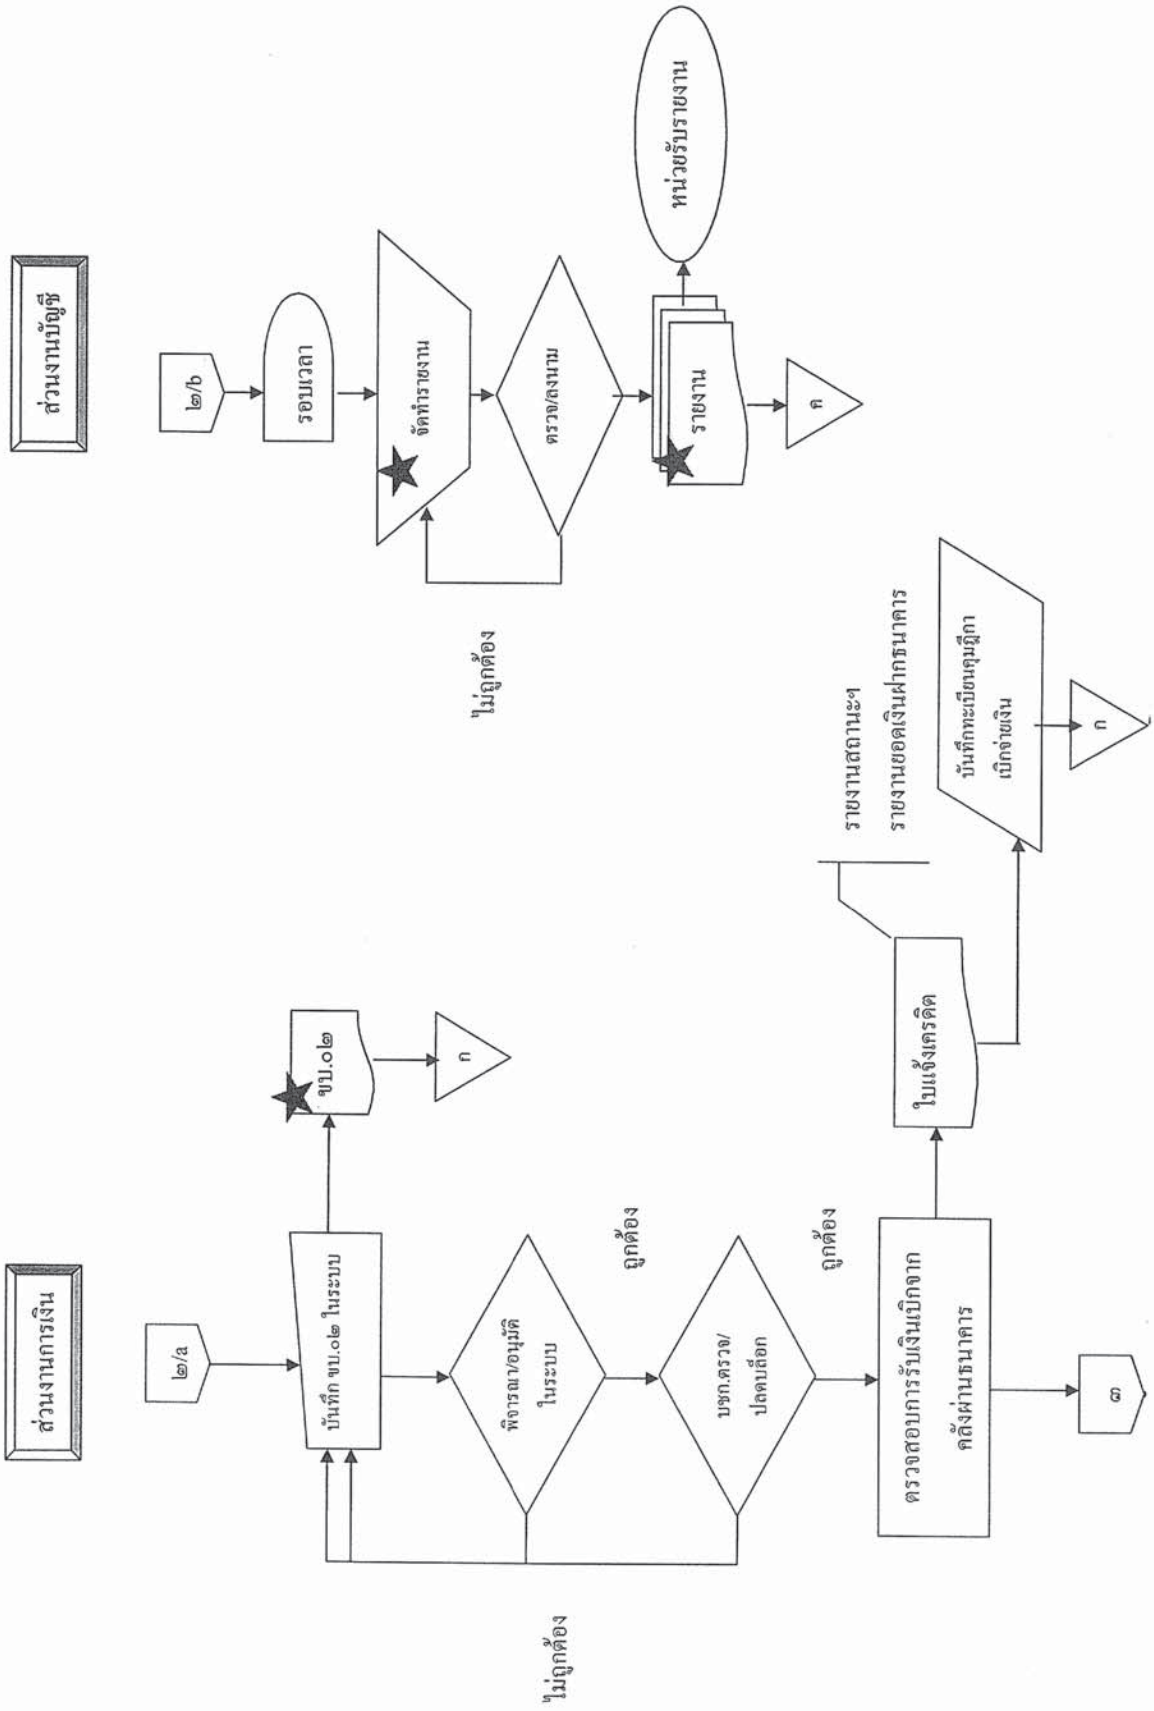 ส่วนงานการเงิน
๒/a
บันทึก ขบ.๐๒ ในระบบ
ขบ.๐๒
ก
พิจารณา/อนุมัติ
ในระบบ
ถูกต้อง
บชก.ตรวจ/
ปลดบล็อก
ถูกต้อง
ไม่ถูกต้อง
ตรวจสอบการรับเงินเบิกจาก
คลังผ่านธนาคาร
ใบแจ้งเครดิต
รายงานสถานะฯ
รายงานยอดเงินฝากธนาคาร
บันทึกทะเบียนคุมฎีกา
เบิกจ่ายเงิน
ก
๓
ส่วนงานบัญชี
๒/b
รอบเวลา
จัดทำรายงาน
ตรวจ/ลงนาม
ไม่ถูกต้อง
รายงาน
หน่วยรับรายงาน
ค